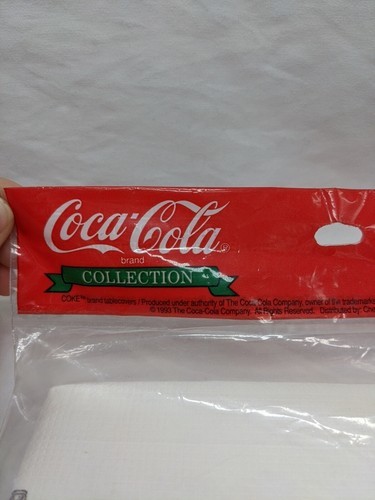 Coca-Cola®
brand
COLLECTION
COKE™ brand tablecovers / Produced under authority of The Coca-Cola Company, owner of the trademarks
© 1993 The Coca-Cola Company. All Rights Reserved. Distributed by: